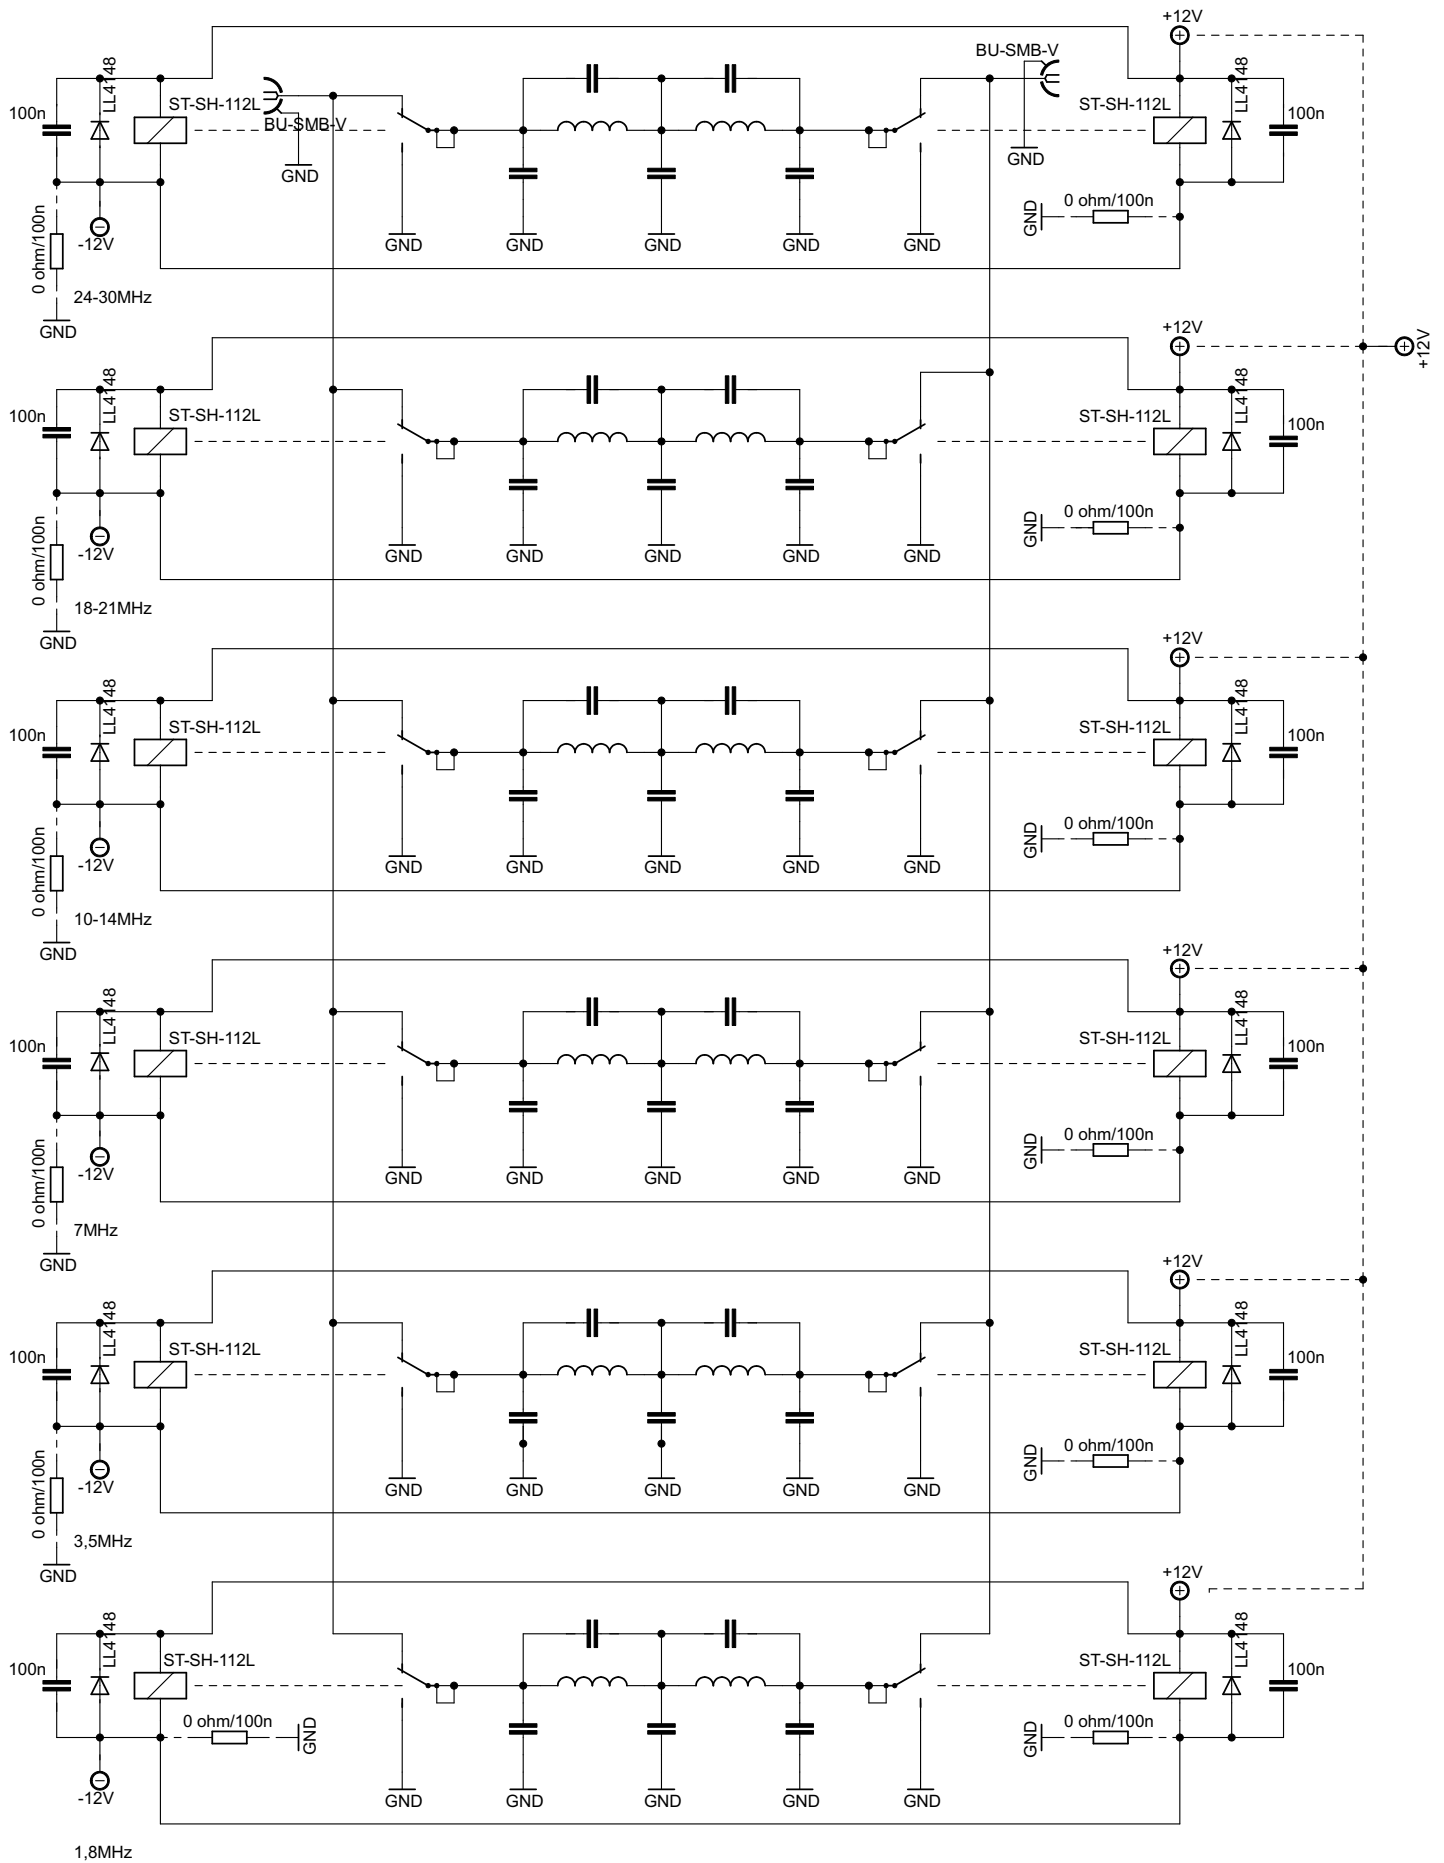 +12V
BU-SMB-V
LL4148
LL4148
100n
ST-SH-112L
ST-SH-112L
100n
BU-SMB-V
GND
GND
0 ohm/100n
GND
0 ohm/100n
-12V
GND
GND
GND
GND
GND
24-30MHz
GND
+12V
+12V
LL4148
LL4148
100n
ST-SH-112L
ST-SH-112L
100n
0 ohm/100n
GND
0 ohm/100n
-12V
GND
GND
GND
GND
GND
18-21MHz
GND
+12V
LL4148
LL4148
100n
ST-SH-112L
ST-SH-112L
100n
0 ohm/100n
GND
0 ohm/100n
-12V
GND
GND
GND
GND
GND
10-14MHz
GND
+12V
LL4148
LL4148
100n
ST-SH-112L
ST-SH-112L
100n
0 ohm/100n
GND
0 ohm/100n
-12V
GND
GND
GND
GND
GND
7MHz
GND
+12V
LL4148
LL4148
100n
ST-SH-112L
ST-SH-112L
100n
0 ohm/100n
GND
0 ohm/100n
-12V
GND
GND
GND
GND
GND
3,5MHz
GND
+12V
LL4148
LL4148
100n
ST-SH-112L
ST-SH-112L
100n
0 ohm/100n
GND
GND
0 ohm/100n
-12V
GND
GND
GND
GND
GND
1,8MHz